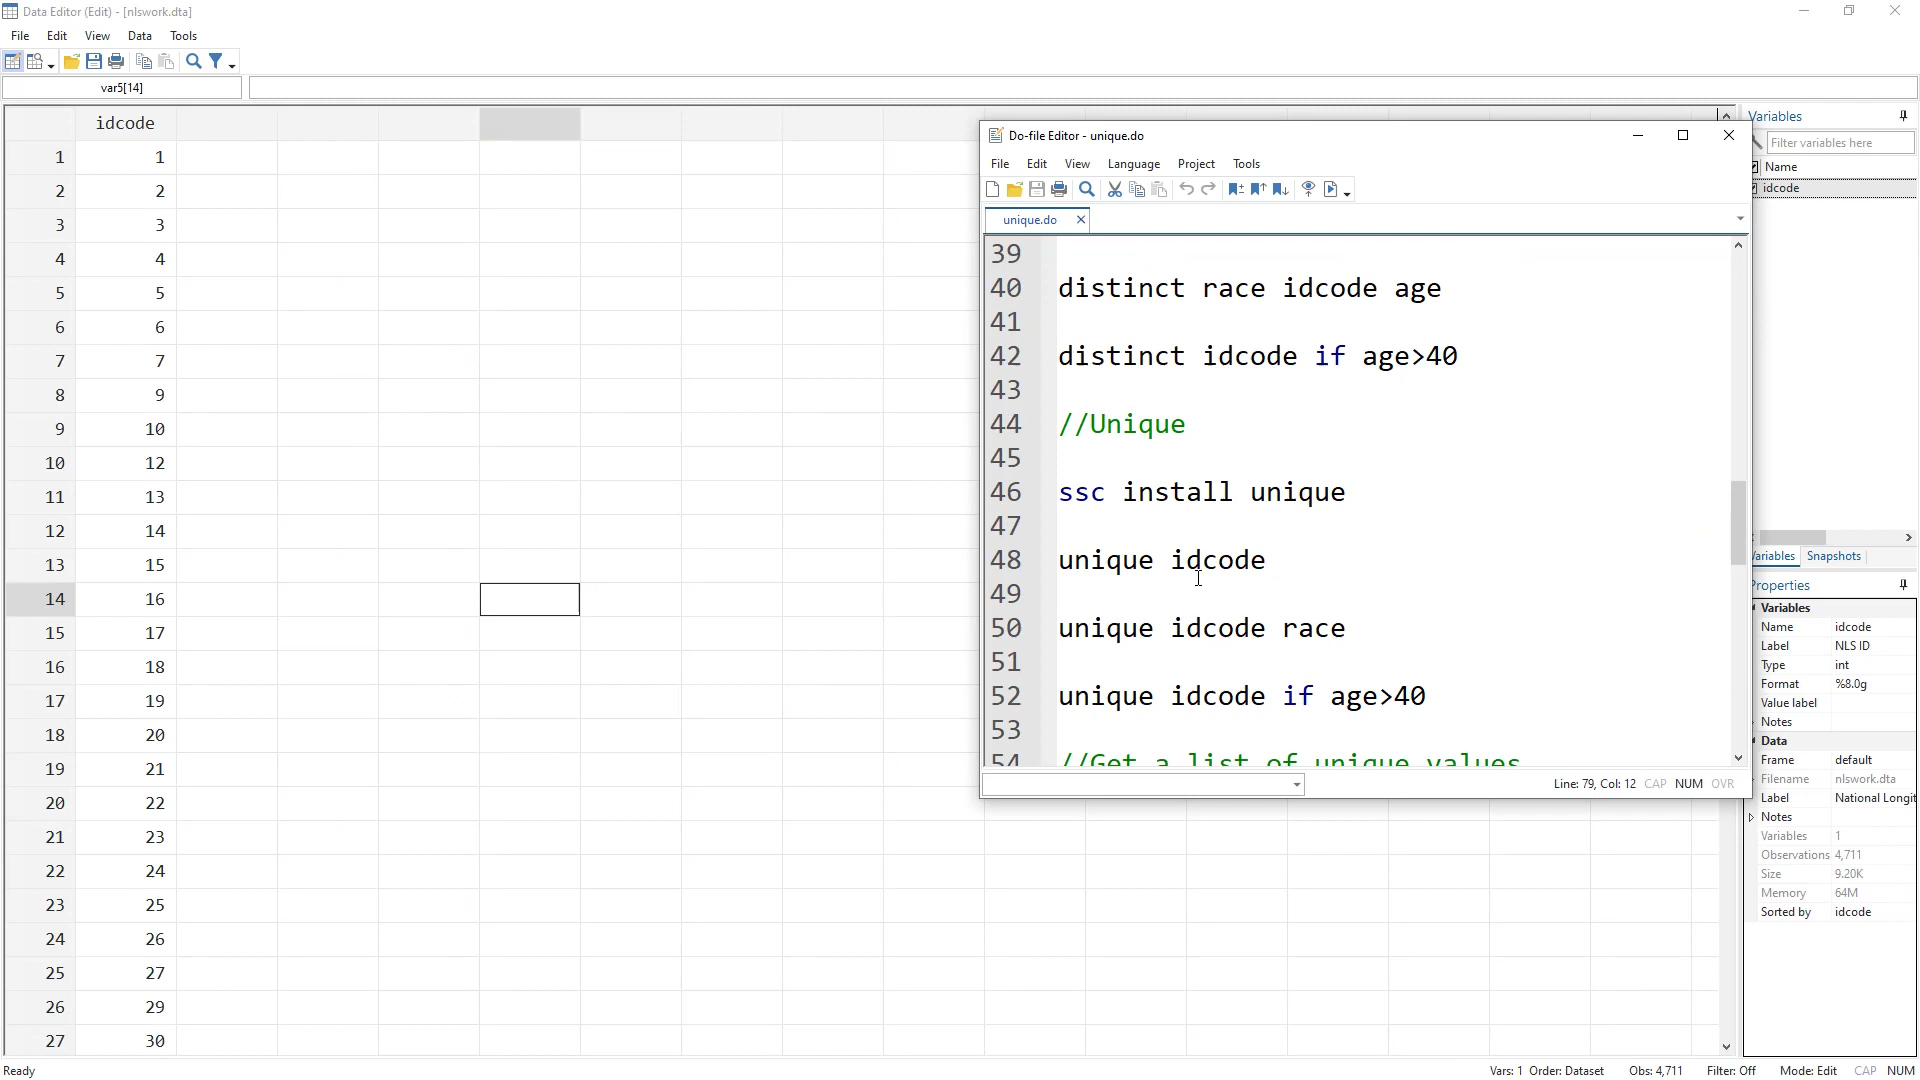 Data Editor (Edit) - [nlswork.dta]
File Edit View Data Tools
var5[14]
idcode
1 1
2 2
3 3
4 4
5 5
6 6
7 7
8 9
9 10
10 12
11 13
12 14
13 15
14 16
15 17
16 18
17 19
18 20
19 21
20 22
21 23
22 24
23 25
24 26
25 27
26 29
27 30
Do-file Editor - unique.do
File Edit View Language Project Tools
unique.do
39
40 distinct race idcode age
41
42 distinct idcode if age>40
43
44 //Unique
45
46 ssc install unique
47
48 unique idcode
49
50 unique idcode race
51
52 unique idcode if age>40
53
54 //Get a list of unique values
Line: 79, Col: 12 CAP NUM OVR
Variables
Filter variables here
Name
idcode
Variables Snapshots
Properties
Variables
Name idcode
Label NLS ID
Type int
Format %8.0g
Value label
Notes
Data
Frame default
Filename nlswork.dta
Label National Longit
Notes
Variables 1
Observations 4,711
Size 9.20K
Memory 64M
Sorted by idcode
Ready
Vars: 1 Order: Dataset Obs: 4,711 Filter: Off Mode: Edit CAP NUM